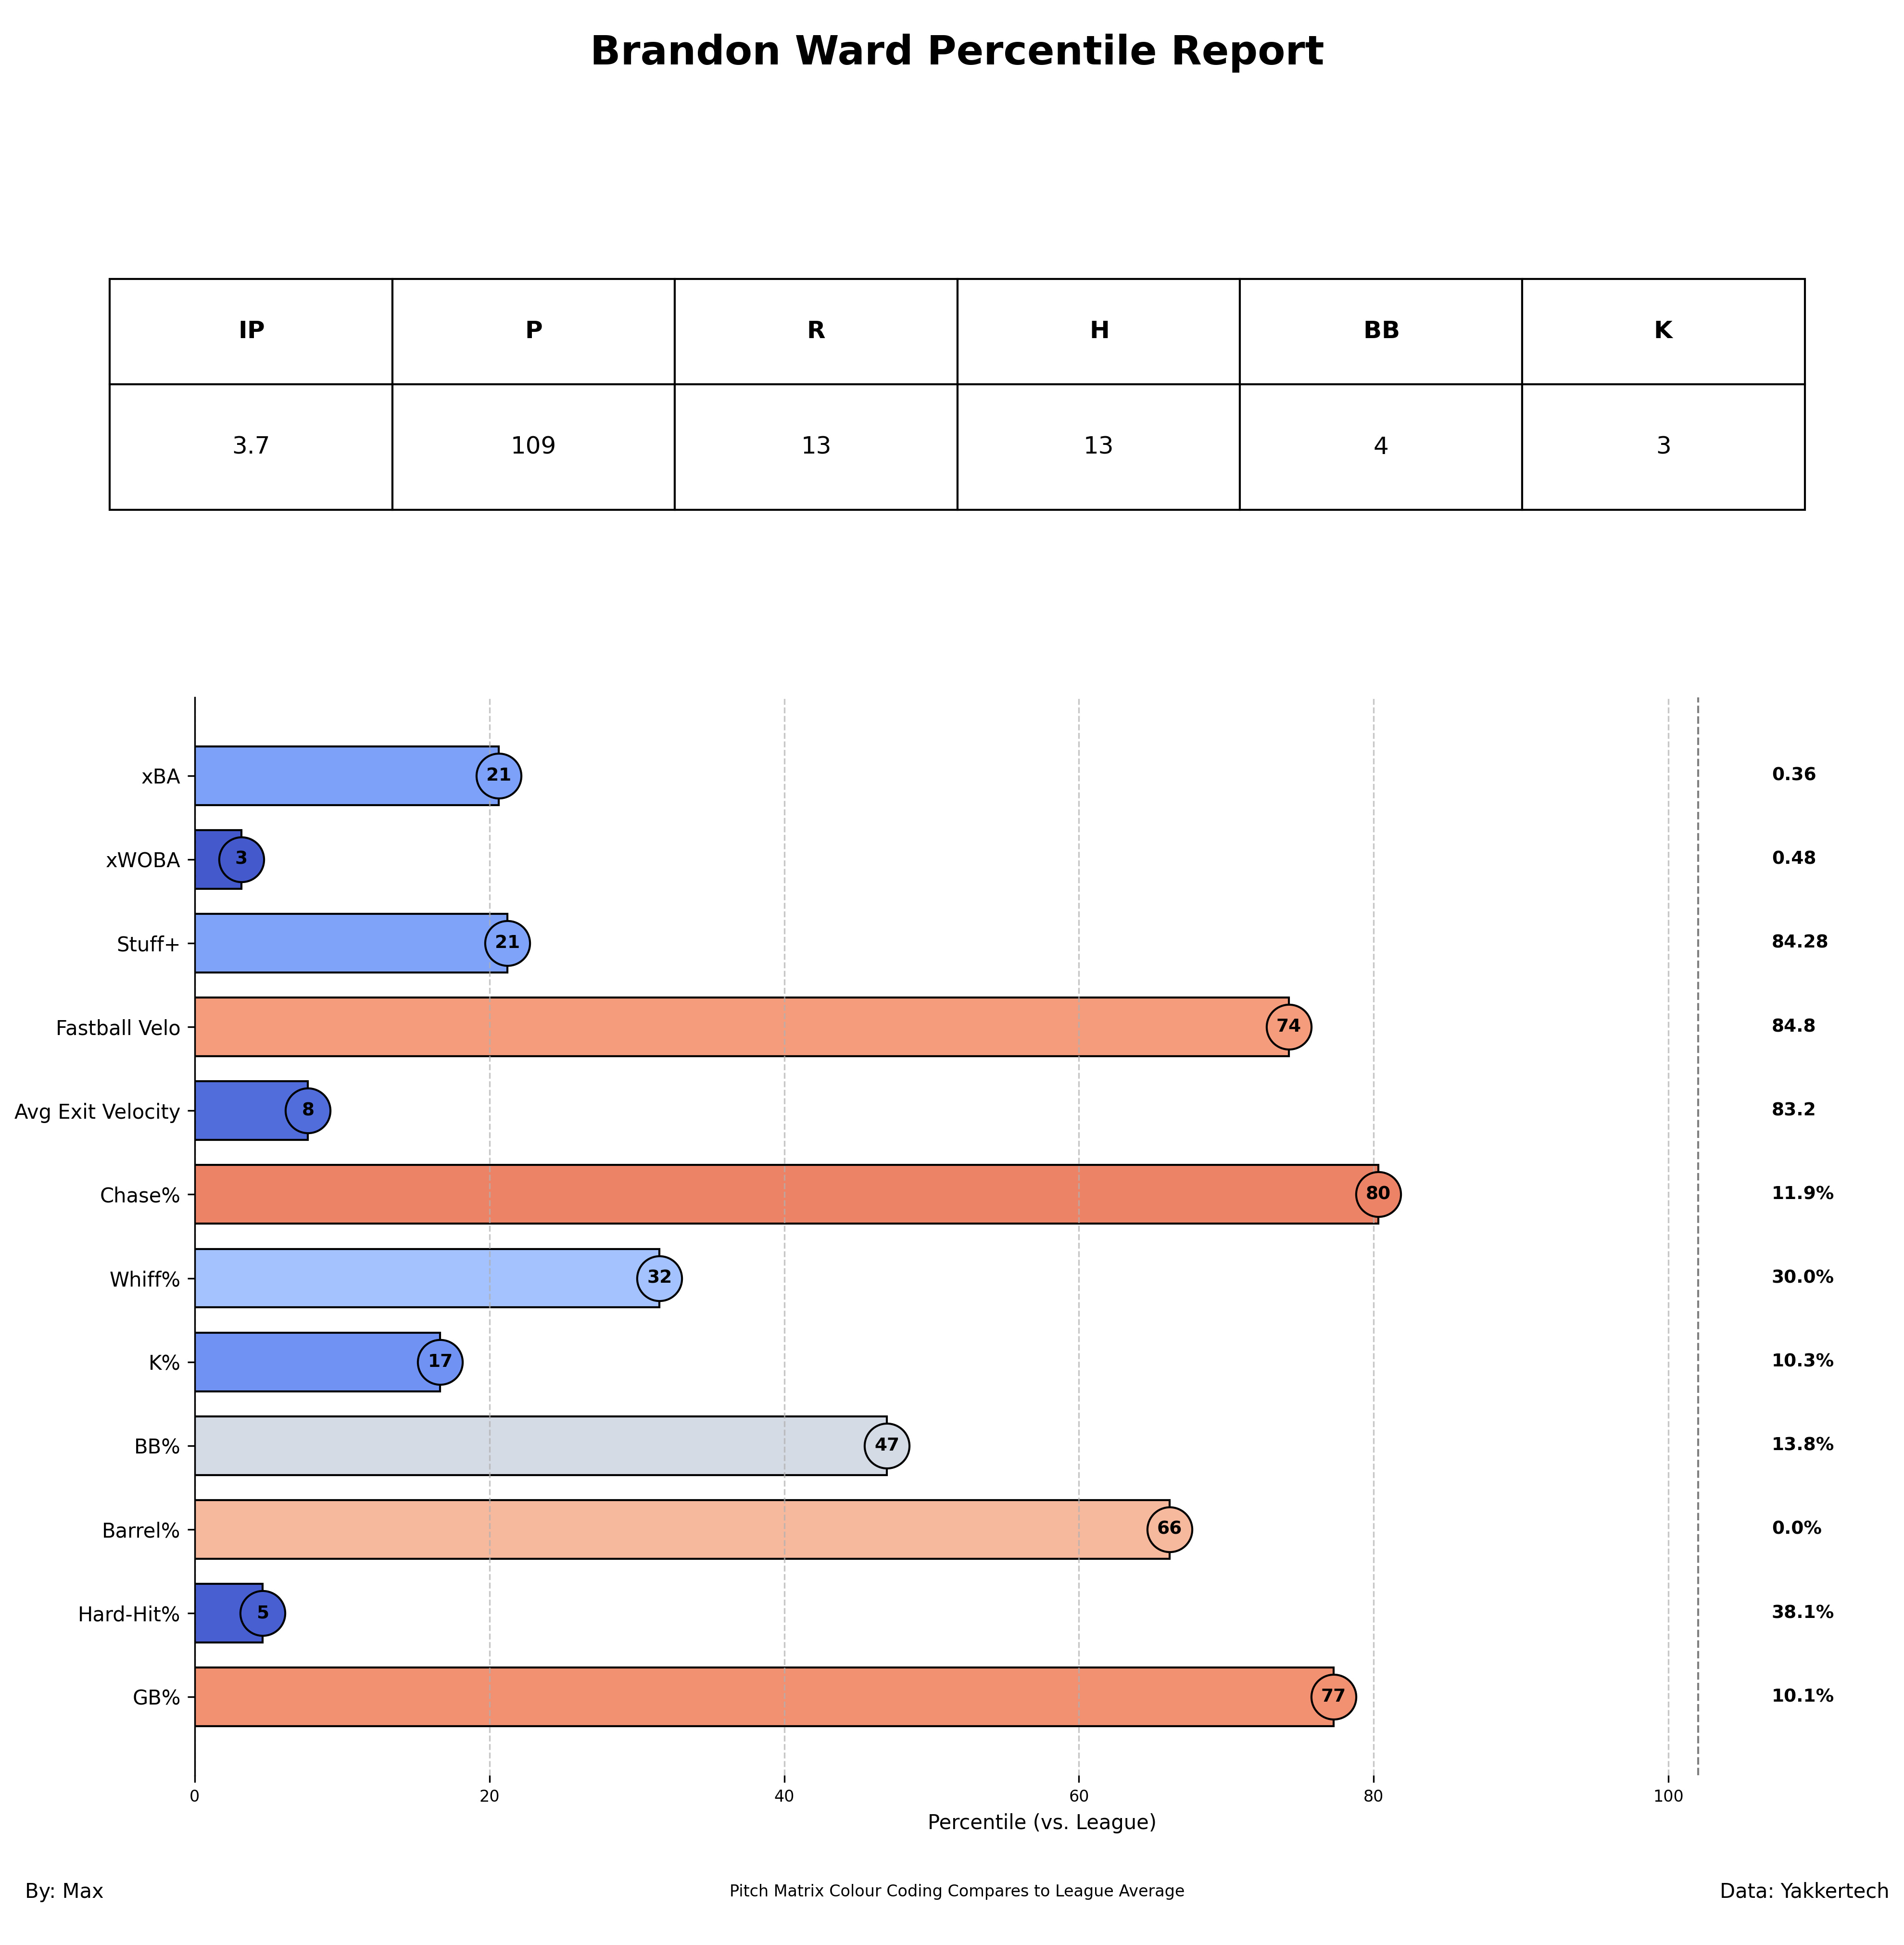 Brandon Ward Percentile Report
IP P R H BB K
3.7 109 13 13 4 3
xBA 21 0.36
xWOBA 3 0.48
Stuff+ 21 84.28
Fastball Velo 74 84.8
Avg Exit Velocity 8 83.2
Chase% 80 11.9%
Whiff% 32 30.0%
K% 17 10.3%
BB% 47 13.8%
Barrel% 66 0.0%
Hard-Hit% 5 38.1%
GB% 77 10.1%
0 20 40 60 80 100
Percentile (vs. League)
By: Max Pitch Matrix Colour Coding Compares to League Average Data: Yakkertech